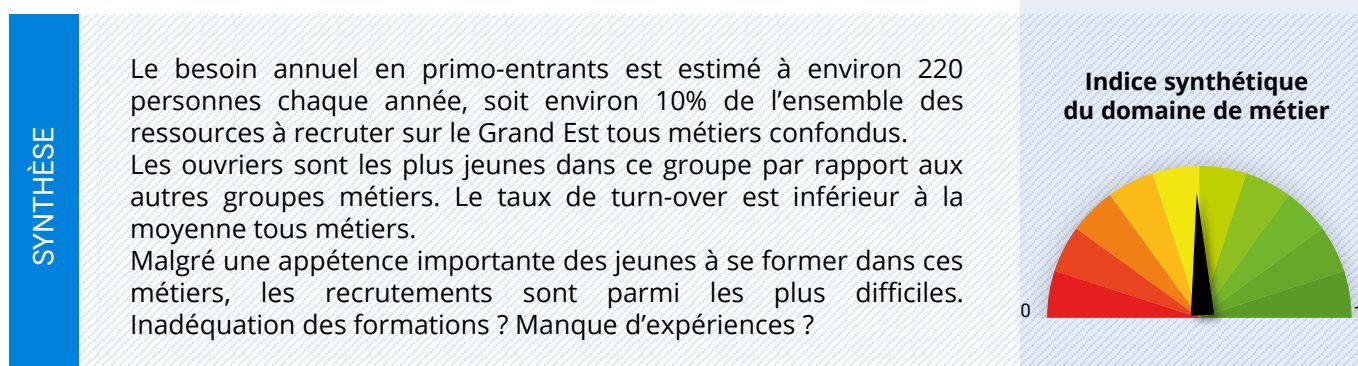 SYNTHÈSE
Le besoin annuel en primo-entrants est estimé à environ 220
personnes chaque année, soit environ 10% de l’ensemble des
ressources à recruter sur le Grand Est tous métiers confondus.
Les ouvriers sont les plus jeunes dans ce groupe par rapport aux
autres groupes métiers. Le taux de turn-over est inférieur à la
moyenne tous métiers.
Malgré une appétence importante des jeunes à se former dans ces
métiers, les recrutements sont parmi les plus difficiles.
Inadéquation des formations ? Manque d’expériences ?
Indice synthétique
du domaine de métier
0